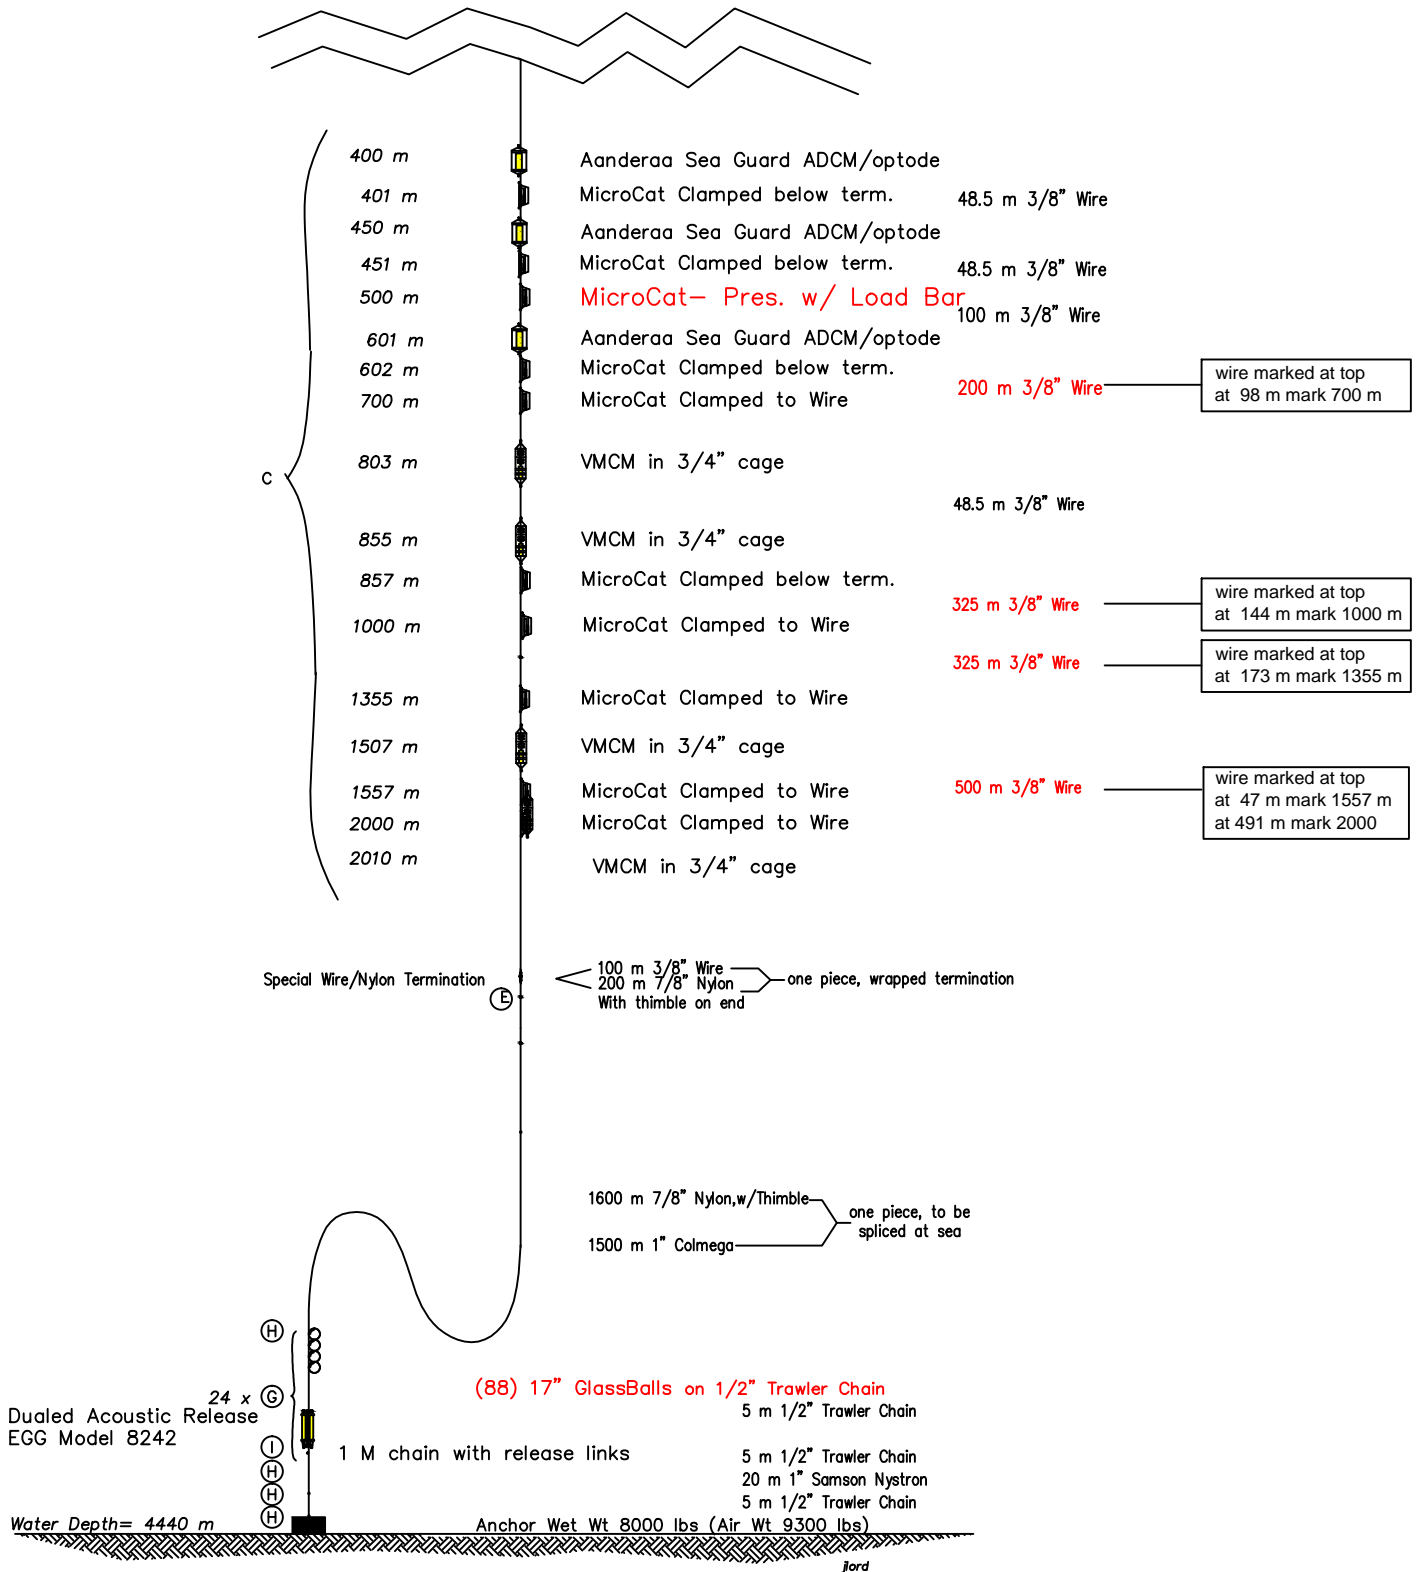 400 m Aanderaa Sea Guard ADCM/optode
401 m MicroCat Clamped below term. 48.5 m 3/8" Wire
450 m Aanderaa Sea Guard ADCM/optode
451 m MicroCat Clamped below term. 48.5 m 3/8" Wire
500 m MicroCat– Pres. w/ Load Bar
100 m 3/8" Wire
601 m Aanderaa Sea Guard ADCM/optode
602 m MicroCat Clamped below term.
200 m 3/8" Wire
wire marked at top
at 98 m mark 700 m
700 m MicroCat Clamped to Wire
803 m VMCM in 3/4" cage
C
48.5 m 3/8" Wire
855 m VMCM in 3/4" cage
857 m MicroCat Clamped below term.
325 m 3/8" Wire
wire marked at top
at 144 m mark 1000 m
1000 m MicroCat Clamped to Wire
325 m 3/8" Wire
wire marked at top
at 173 m mark 1355 m
1355 m MicroCat Clamped to Wire
1507 m VMCM in 3/4" cage
1557 m MicroCat Clamped to Wire
500 m 3/8" Wire
wire marked at top
at 47 m mark 1557 m
at 491 m mark 2000
2000 m MicroCat Clamped to Wire
2010 m VMCM in 3/4" cage
Special Wire/Nylon Termination
E
100 m 3/8" Wire
200 m 7/8" Nylon
With thimble on end
one piece, wrapped termination
1600 m 7/8" Nylon,w/Thimble
1500 m 1" Colmega
one piece, to be
spliced at sea
H
24 x G
(88) 17" GlassBalls on 1/2" Trawler Chain
5 m 1/2" Trawler Chain
Dualed Acoustic Release
EGG Model 8242
I
1 M chain with release links
5 m 1/2" Trawler Chain
H
20 m 1" Samson Nystron
H
5 m 1/2" Trawler Chain
H
Water Depth= 4440 m
Anchor Wet Wt 8000 lbs (Air Wt 9300 lbs)
jlord